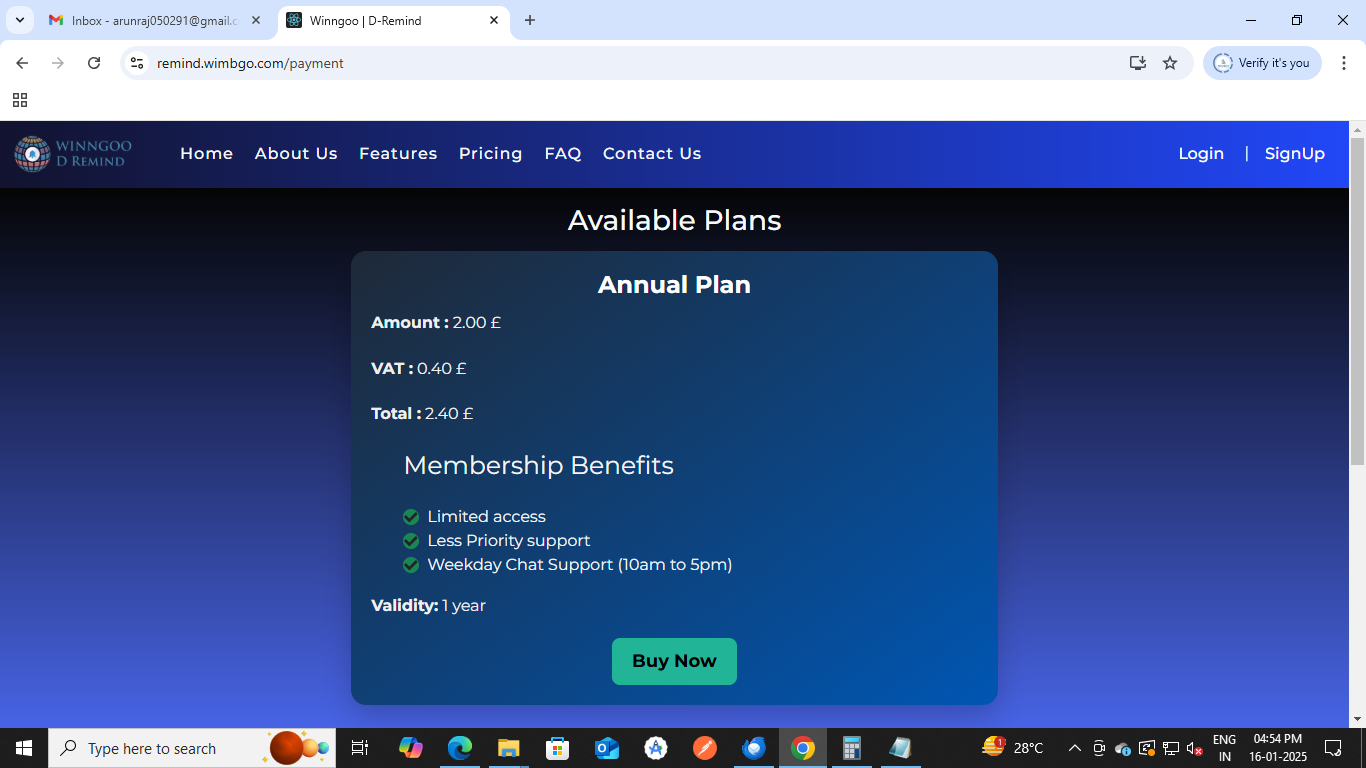 Inbox - arunraj050291@gmail.c
Winngoo | D-Remind
remind.wimbgo.com/payment
Verify it's you
WINNGOO
D REMIND
Home
About Us
Features
Pricing
FAQ
Contact Us
Login
|
SignUp
Available Plans
Annual Plan
Amount : 2.00 £
VAT : 0.40 £
Total : 2.40 £
Membership Benefits
Limited access
Less Priority support
Weekday Chat Support (10am to 5pm)
Validity: 1 year
Buy Now
Type here to search
1
28°C
ENG
IN
04:54 PM
16-01-2025